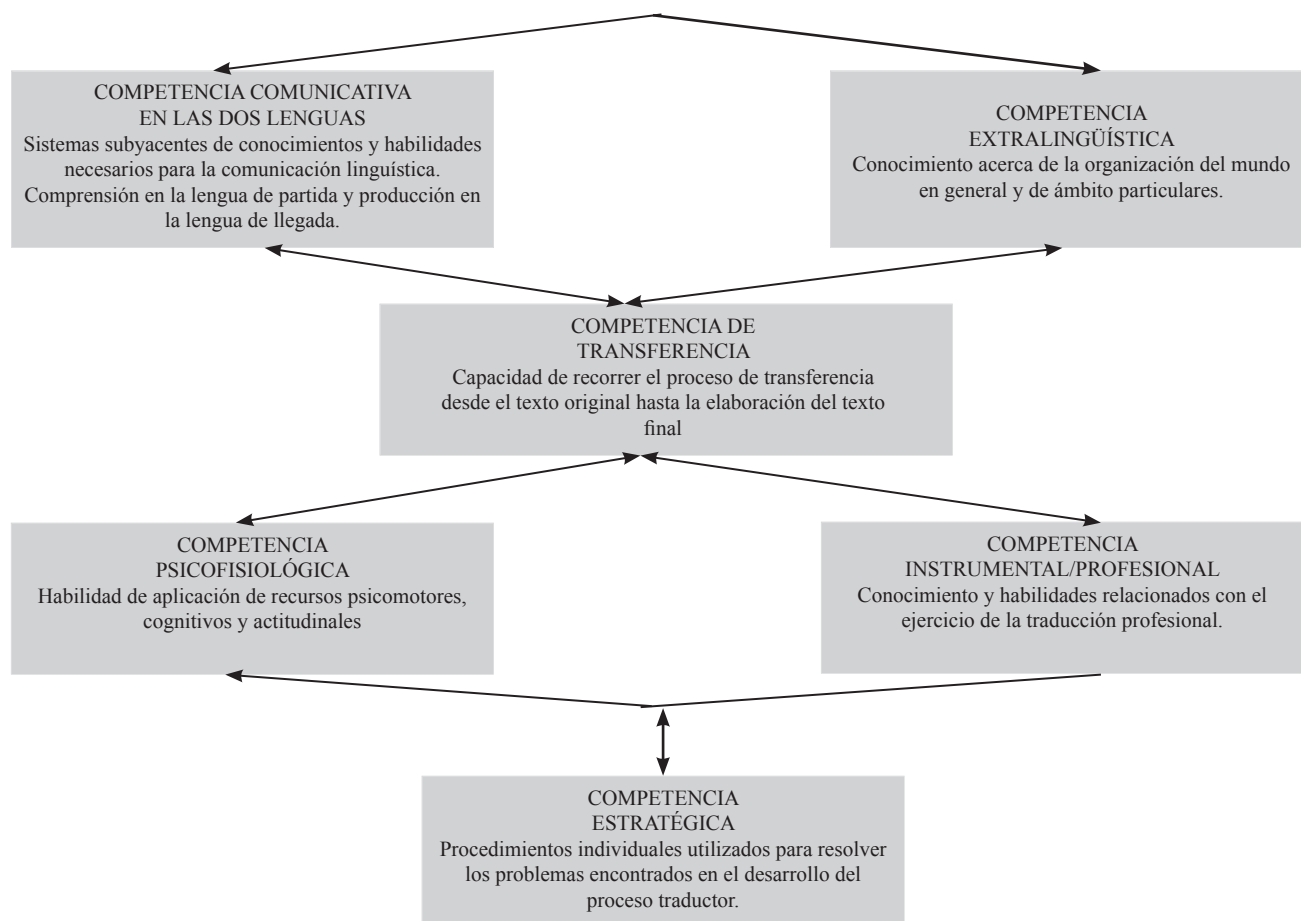 COMPETENCIA COMUNICATIVA
EN LAS DOS LENGUAS
Sistemas subyacentes de conocimientos y habilidades
necesarios para la comunicación linguística.
Comprensión en la lengua de partida y producción en
la lengua de llegada.
COMPETENCIA
EXTRALINGÜÍSTICA
Conocimiento acerca de la organización del mundo
en general y de ámbito particulares.
COMPETENCIA DE
TRANSFERENCIA
Capacidad de recorrer el proceso de transferencia
desde el texto original hasta la elaboración del texto
final
COMPETENCIA
PSICOFISIOLÓGICA
Habilidad de aplicación de recursos psicomotores,
cognitivos y actitudinales
COMPETENCIA
INSTRUMENTAL/PROFESIONAL
Conocimiento y habilidades relacionados con el
ejercicio de la traducción profesional.
COMPETENCIA
ESTRATÉGICA
Procedimientos individuales utilizados para resolver
los problemas encontrados en el desarrollo del
proceso traductor.